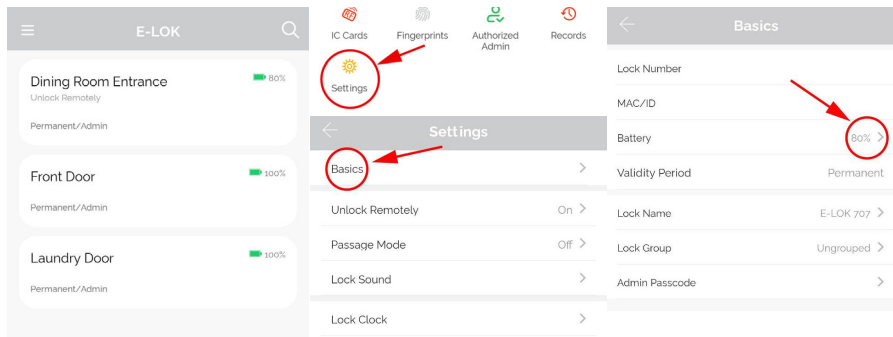 E-LOK
Dining Room Entrance
80%
Unlock Remotely
Permanent/Admin
Front Door
100%
Permanent/Admin
Laundry Door
100%
Permanent/Admin
IC Cards
Fingerprints
Authorized
Admin
Records
Settings
Settings
Basics
Unlock Remotely
On
Passage Mode
Off
Lock Sound
Lock Clock
Basics
Lock Number
MAC/ID
Battery
80%
Validity Period
Permanent
Lock Name
E-LOK 707
Lock Group
Ungrouped
Admin Passcode